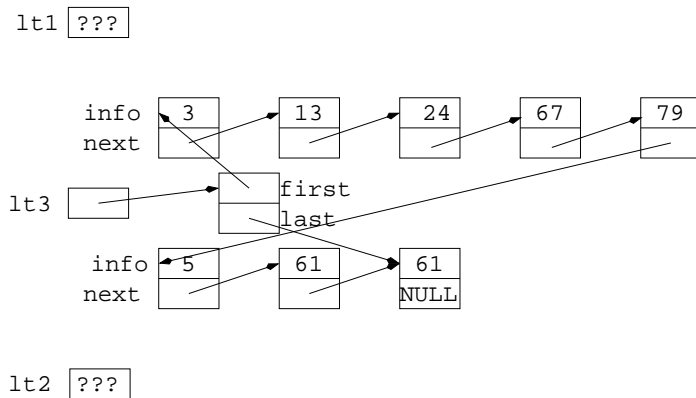 lt1 ???
info 3 13 24 67 79
next
first
lt3
last
info 5 61 61
next NULL
lt2 ???